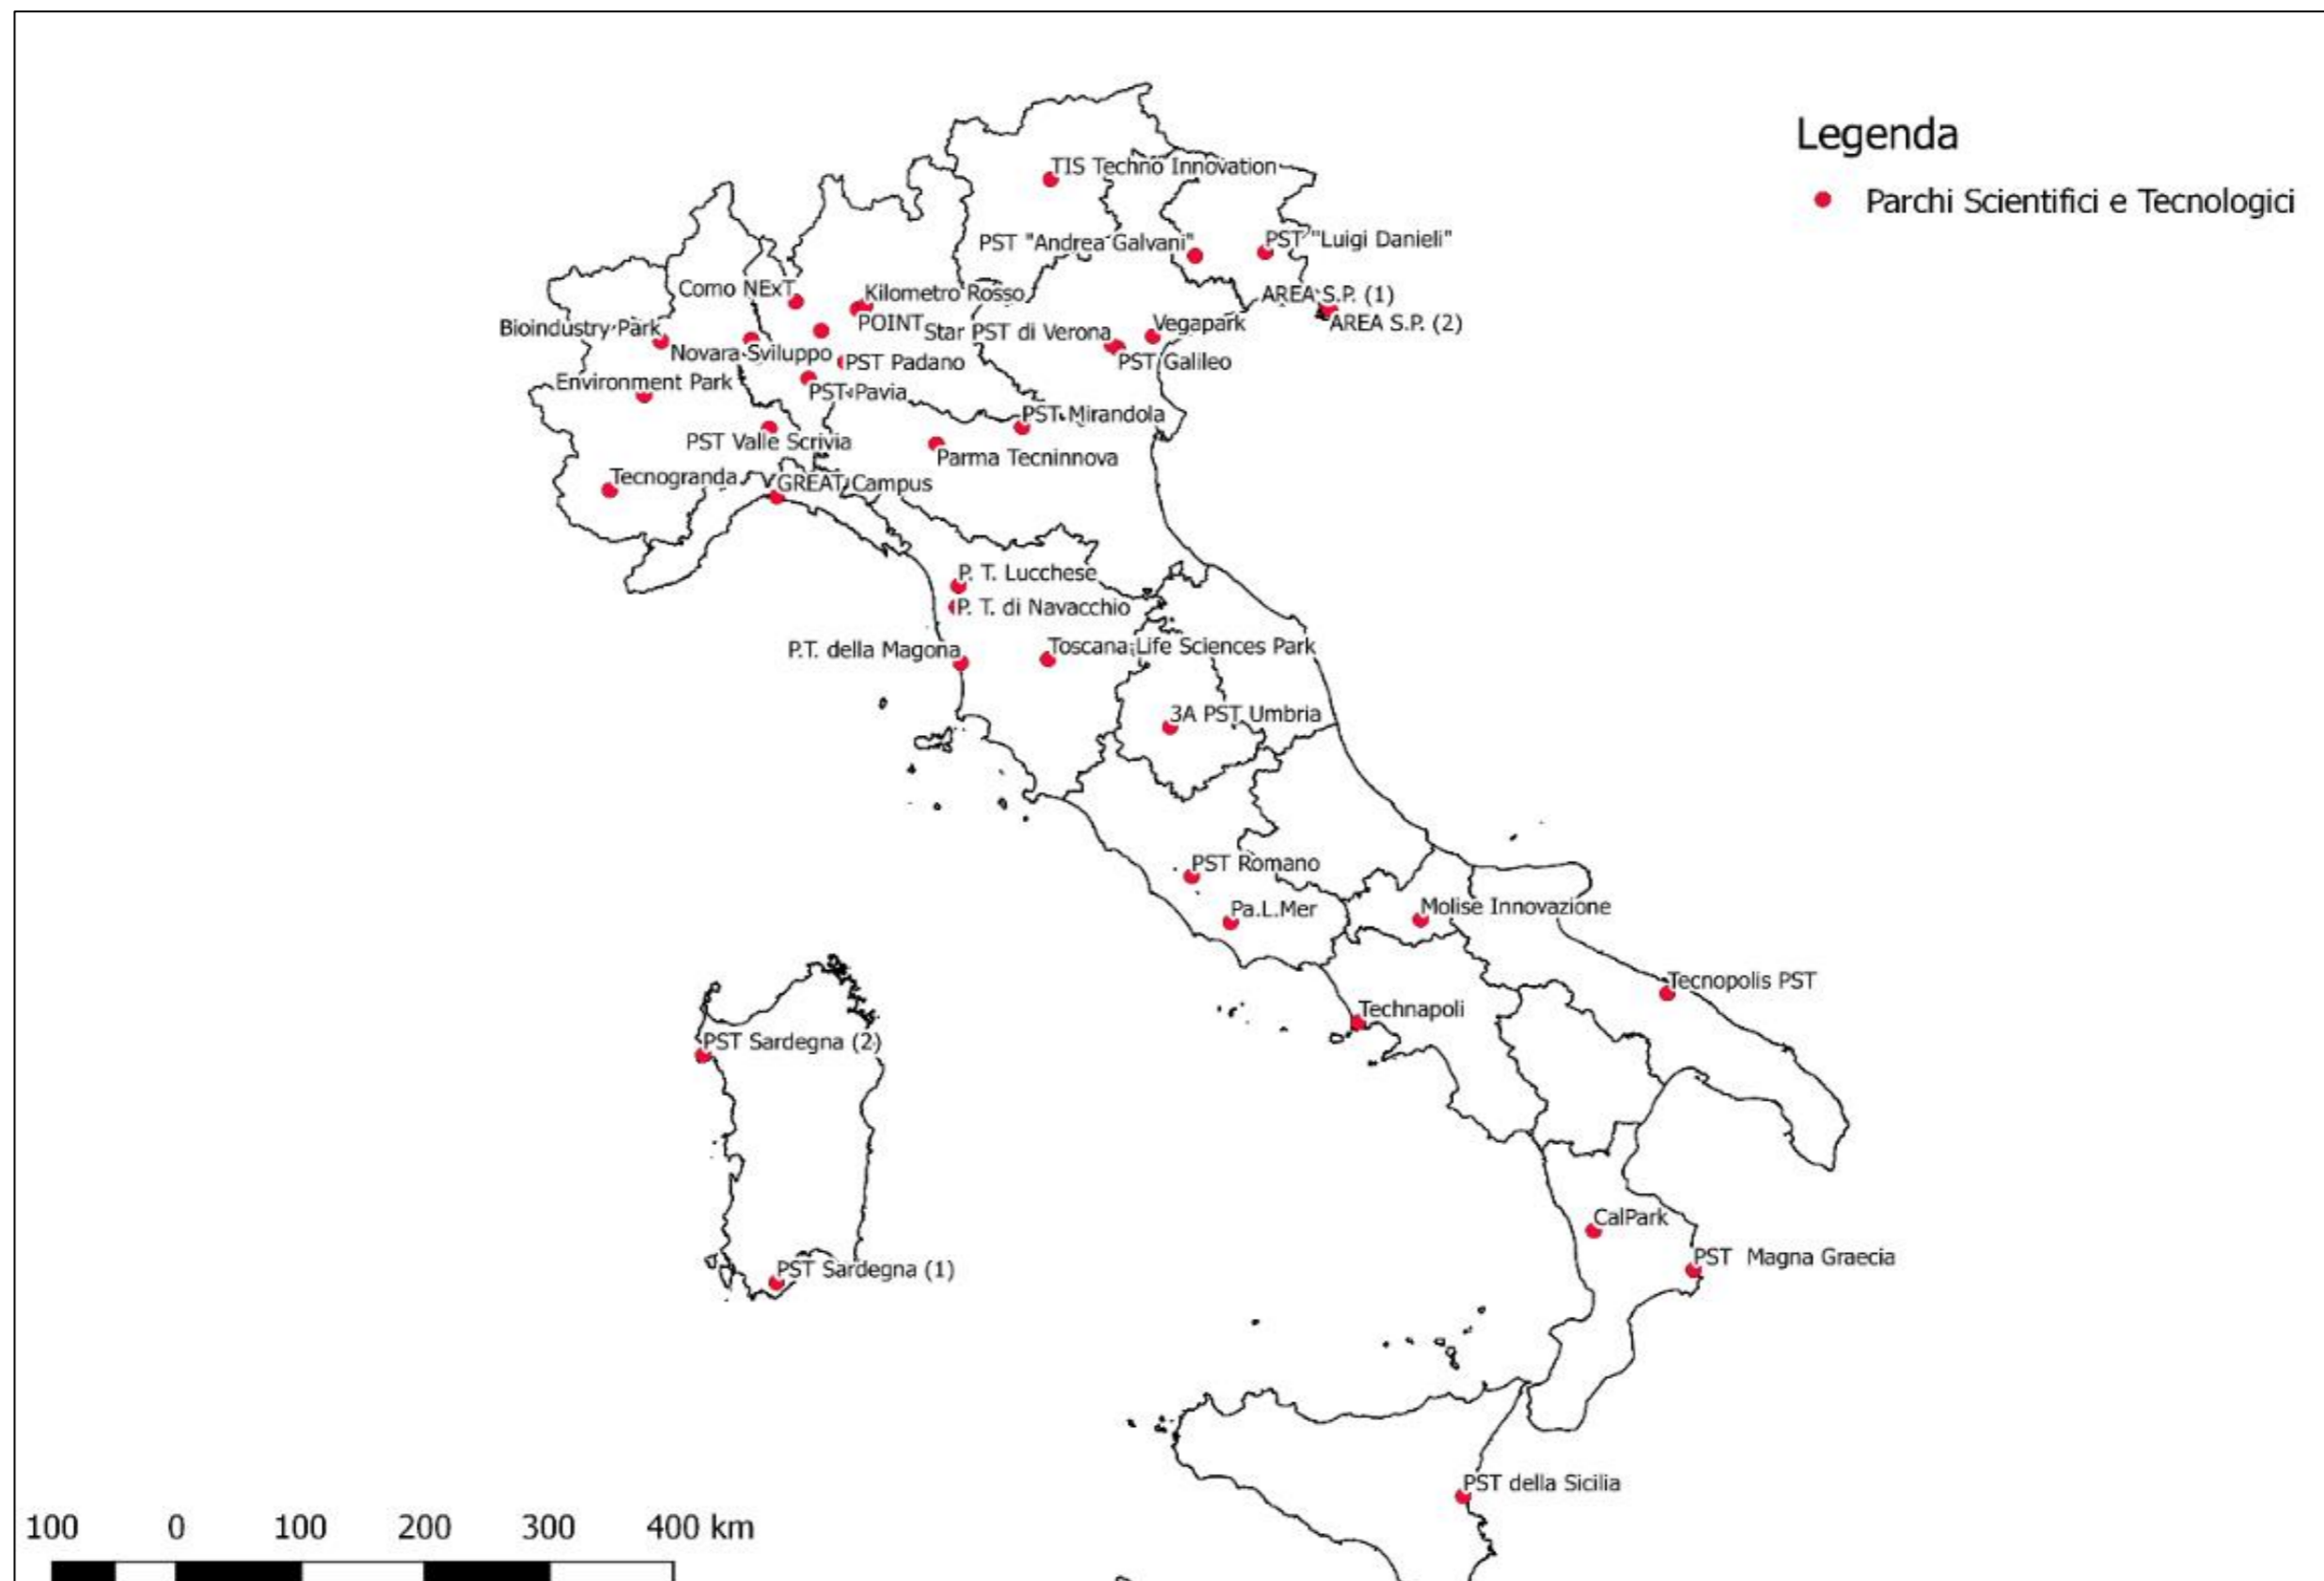 Legenda
Parchi Scientifici e Tecnologici
TIS Techno Innovation
PST "Andrea Galvani"
PST "Luigi Danieli"
Como NExT
Kilometro Rosso
AREA S.P. (1)
POINT
Star PST di Verona
Vegapark
AREA S.P. (2)
Bioindustry Park
Novara Sviluppo
PST Padano
PST Galileo
Environment Park
PST Pavia
PST Mirandola
PST Valle Scrivia
Parma Tecninnova
Tecnogranda
GREAT Campus
P. T. Lucchese
P. T. di Navacchio
P.T. della Magona
Toscana Life Sciences Park
3A PST Umbria
PST Romano
Pa.L.Mer
Molise Innovazione
Tecnopolis PST
Technapoli
PST Sardegna (2)
CalPark
PST Magna Graecia
PST Sardegna (1)
PST della Sicilia
100 0 100 200 300 400 km